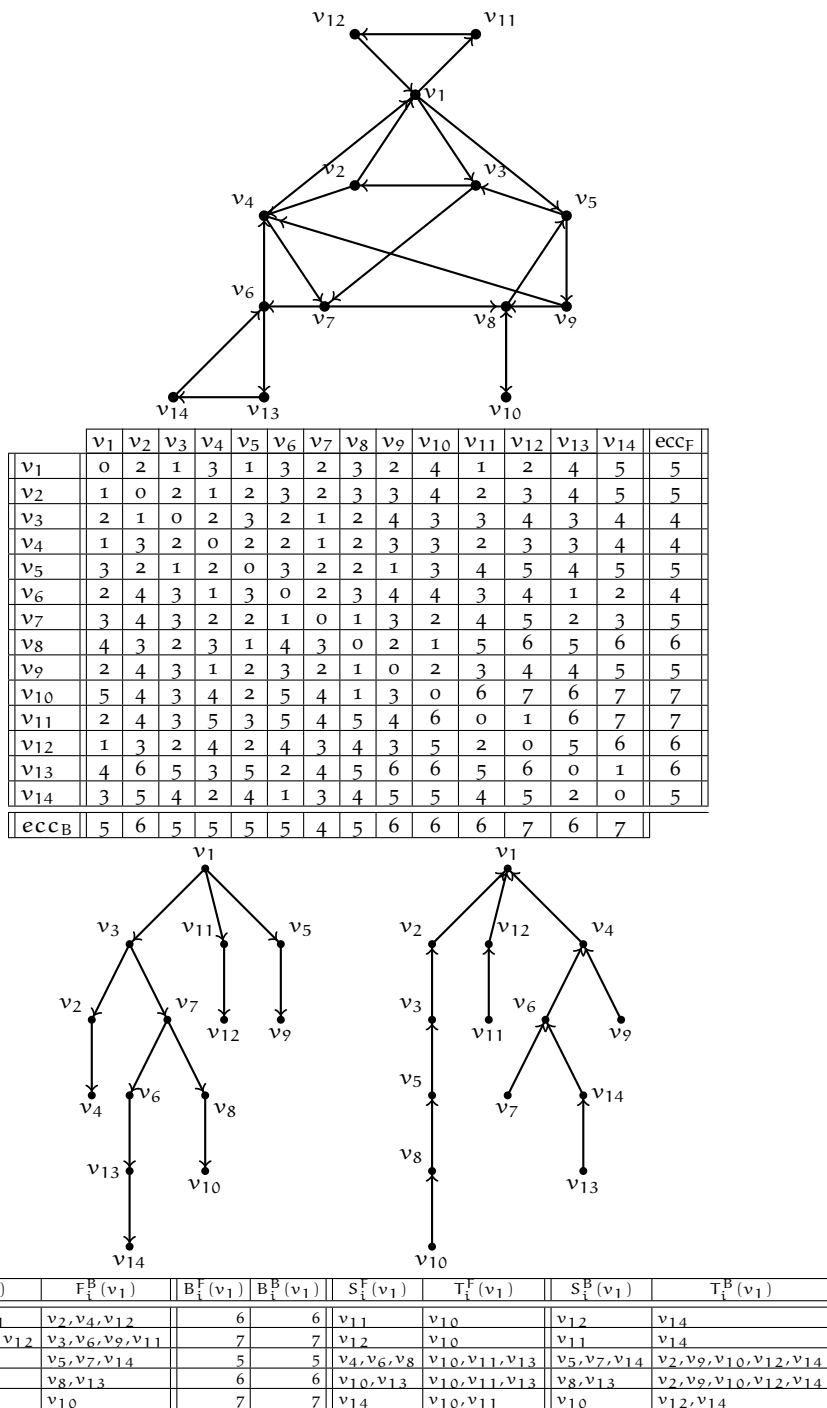 v12 v11
v1
v2 v3
v4 v5
v6 v7 v8 v9
v14 v13 v10
v1 v2 v3 v4 v5 v6 v7 v8 v9 v10 v11 v12 v13 v14 eccF
v1 0 2 1 3 1 3 2 3 2 4 1 2 4 5 5
v2 1 0 2 1 2 3 2 3 3 4 2 3 4 5 5
v3 2 1 0 2 3 2 1 2 4 3 3 4 3 4 4
v4 1 3 2 0 2 2 1 2 3 3 2 3 3 4 4
v5 3 2 1 2 0 3 2 2 1 3 4 5 4 5 5
v6 2 4 3 1 3 0 2 3 4 4 3 4 1 2 4
v7 3 4 3 2 2 1 0 1 3 2 4 5 2 3 5
v8 4 3 2 3 1 4 3 0 2 1 5 6 5 6 6
v9 2 4 3 1 2 3 2 1 0 2 3 4 4 5 5
v10 5 4 3 4 2 5 4 1 3 0 6 7 6 7 7
v11 2 4 3 5 3 5 4 5 4 6 0 1 6 7 7
v12 1 3 2 4 2 4 3 4 3 5 2 0 5 6 6
v13 4 6 5 3 5 2 4 5 6 6 5 6 0 1 6
v14 3 5 4 2 4 1 3 4 5 5 4 5 2 0 5
eccB 5 6 5 5 5 5 4 5 6 6 6 7 6 7
v1 v1
v3 v11 v5 v2 v12 v4
v2 v7 v12 v9 v3 v11 v6 v9
v4 v6 v8 v5 v7 v14
v13 v10 v8 v13
v14 v10
) F_i^B(v1) B_i^F(v1) B_i^B(v1) S_i^F(v1) T_i^F(v1) S_i^B(v1) T_i^B(v1)
v2,v4,v12 6 6 v11 v10 v12 v14
v12 v3,v6,v9,v11 7 7 v12 v10 v11 v14
v5,v7,v14 5 5 v4,v6,v8 v10,v11,v13 v5,v7,v14 v2,v9,v10,v12,v14
v8,v13 6 6 v10,v13 v10,v11,v13 v8,v13 v2,v9,v10,v12,v14
v10 7 7 v14 v10,v11 v10 v12,v14